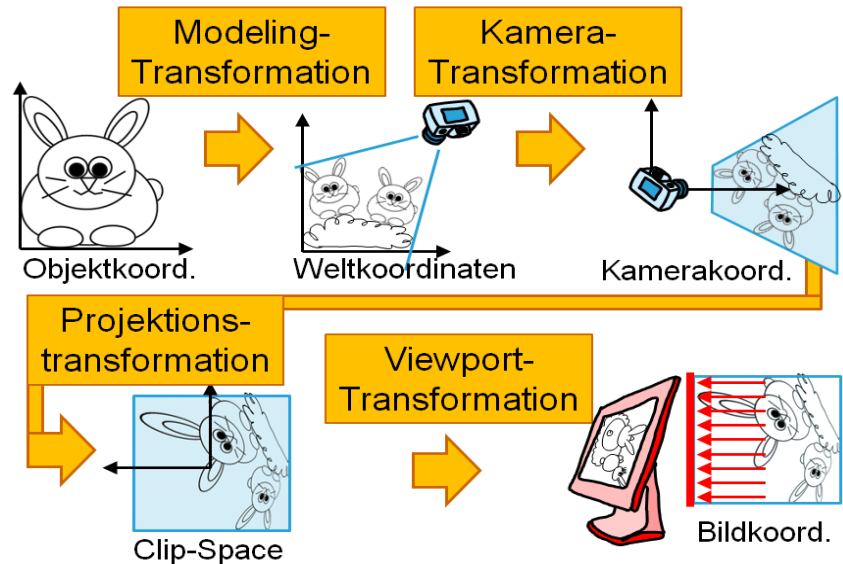 Modeling-
Transformation
Kamera-
Transformation
Objektkoord.
Weltkoordinaten
Kamerakoord.
Projektions-
transformation
Viewport-
Transformation
Clip-Space
Bildkoord.